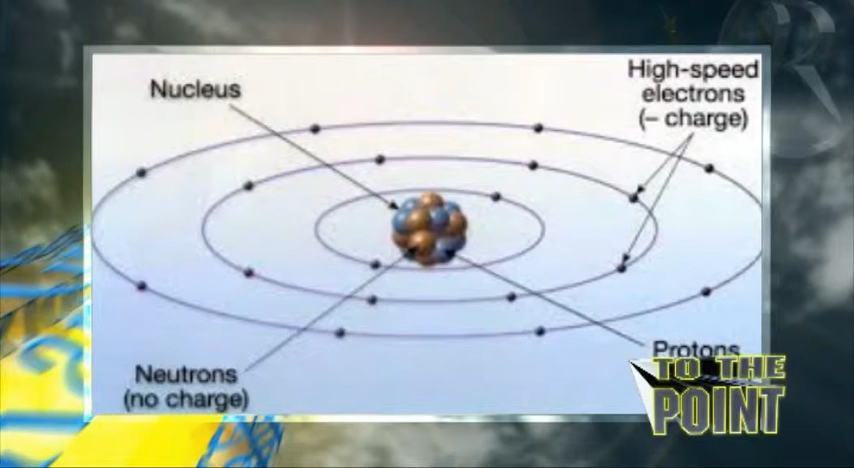 Nucleus
High-speed
electrons
(– charge)
Neutrons
(no charge)
Protons
TO THE
POINT